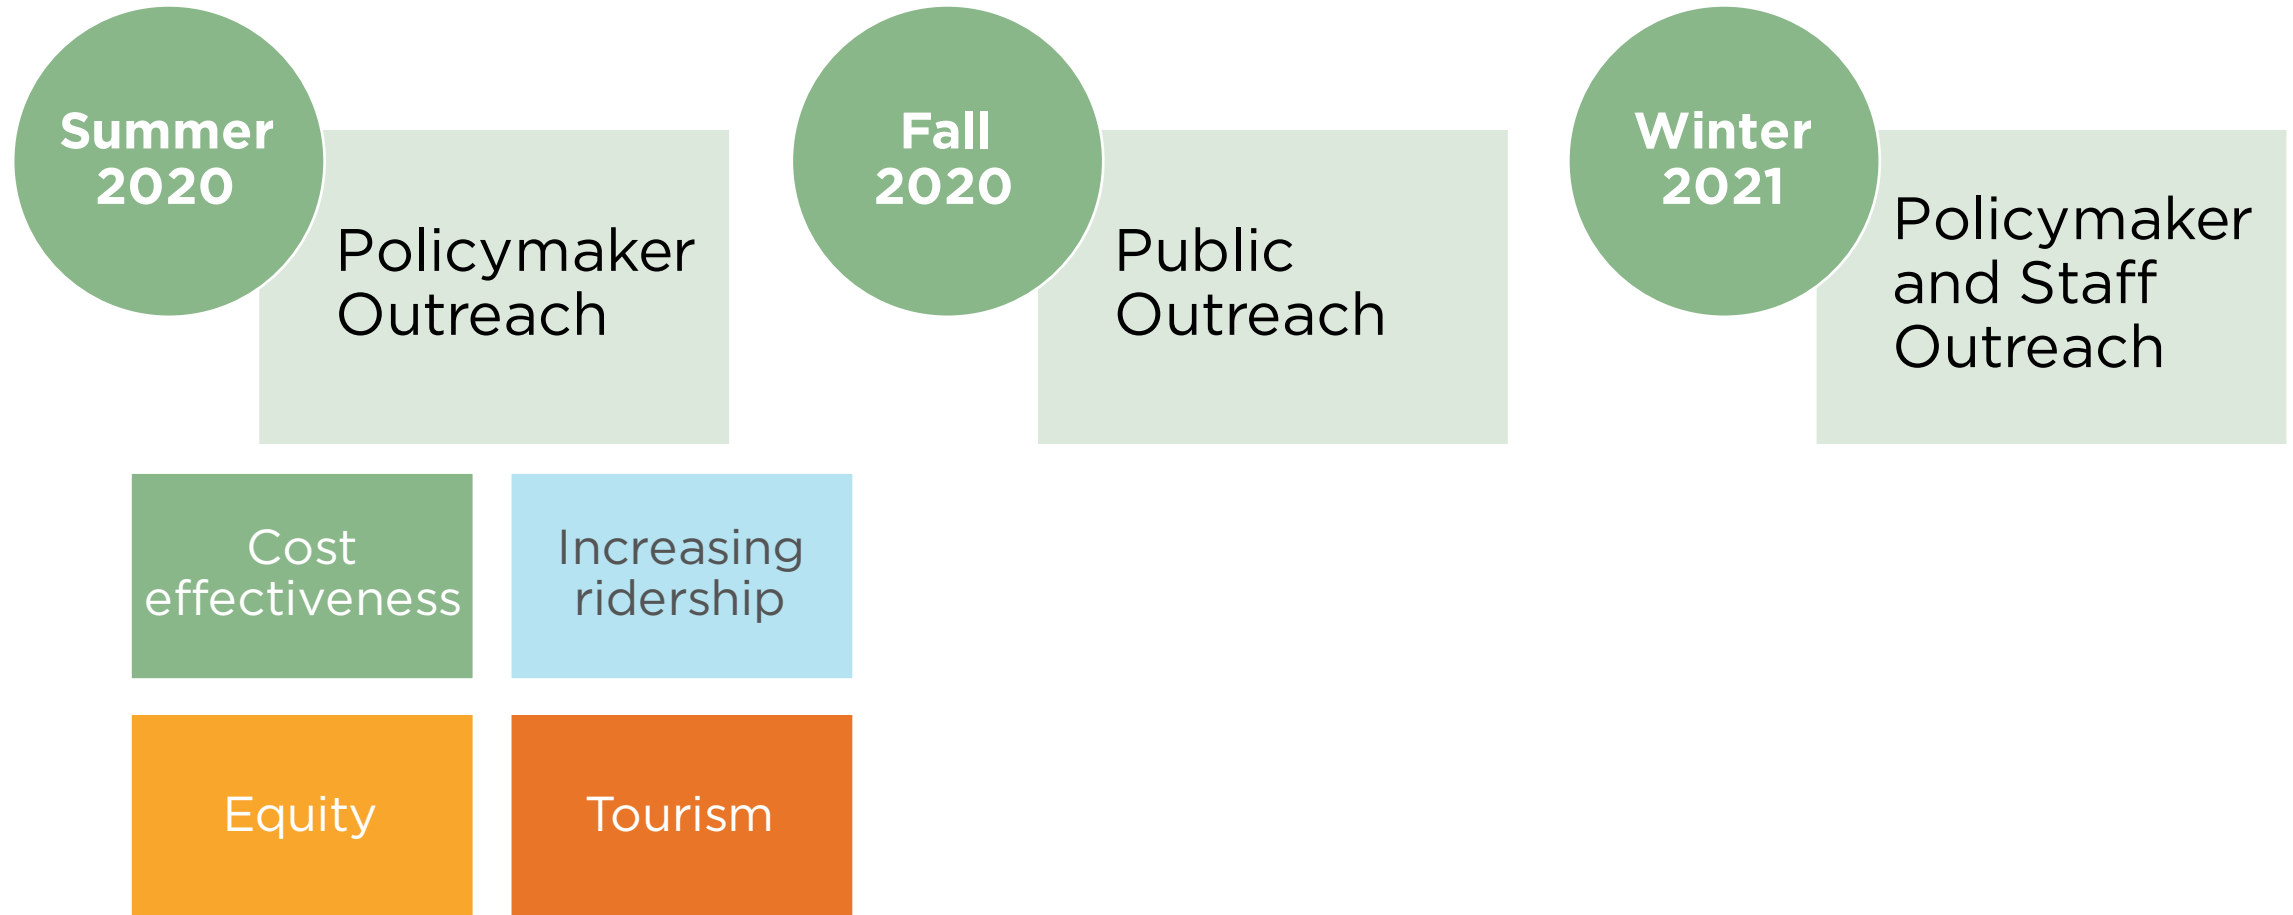 Summer
2020
Policymaker
Outreach
Fall
2020
Public
Outreach
Winter
2021
Policymaker
and Staff
Outreach
Cost
effectiveness
Increasing
ridership
Equity
Tourism